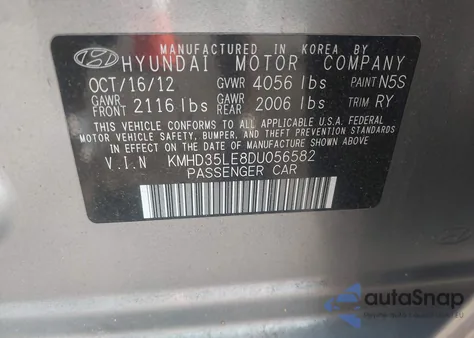 MANUFACTURED IN KOREA BY
HYUNDAI MOTOR COMPANY
OCT/16/12 GVWR 4056 lbs PAINT N5S
GAWR FRONT 2116 lbs GAWR REAR 2006 lbs TRIM RY
THIS VEHICLE CONFORMS TO ALL APPLICABLE U.S.A FEDERAL
MOTOR VEHICLE SAFETY, BUMPER, AND THEFT PREVENTION STANDARDS
IN EFFECT ON THE DATE OF MANUFACTURE SHOWN ABOVE.
V.I.N KMHD35LE8DU056582
PASSENGER CAR
autoSnap